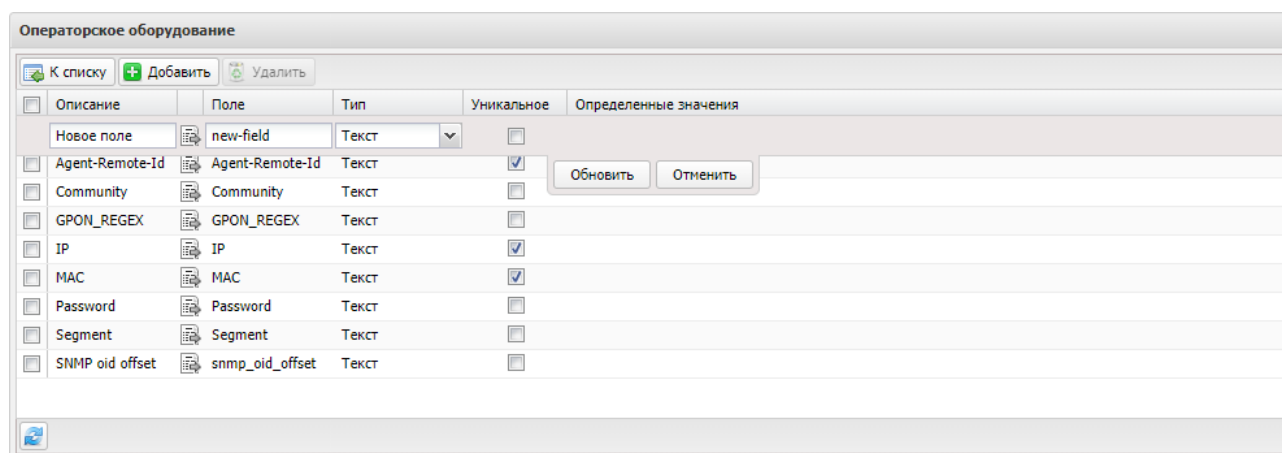 Операторское оборудование
К списку Добавить Удалить
Описание Поле Тип Уникальное Определенные значения
Новое поле new-field Текст
Agent-Remote-Id Agent-Remote-Id Текст
Обновить Отменить
Community Community Текст
GPON_REGEX GPON_REGEX Текст
IP IP Текст
MAC MAC Текст
Password Password Текст
Segment Segment Текст
SNMP oid offset snmp_oid_offset Текст